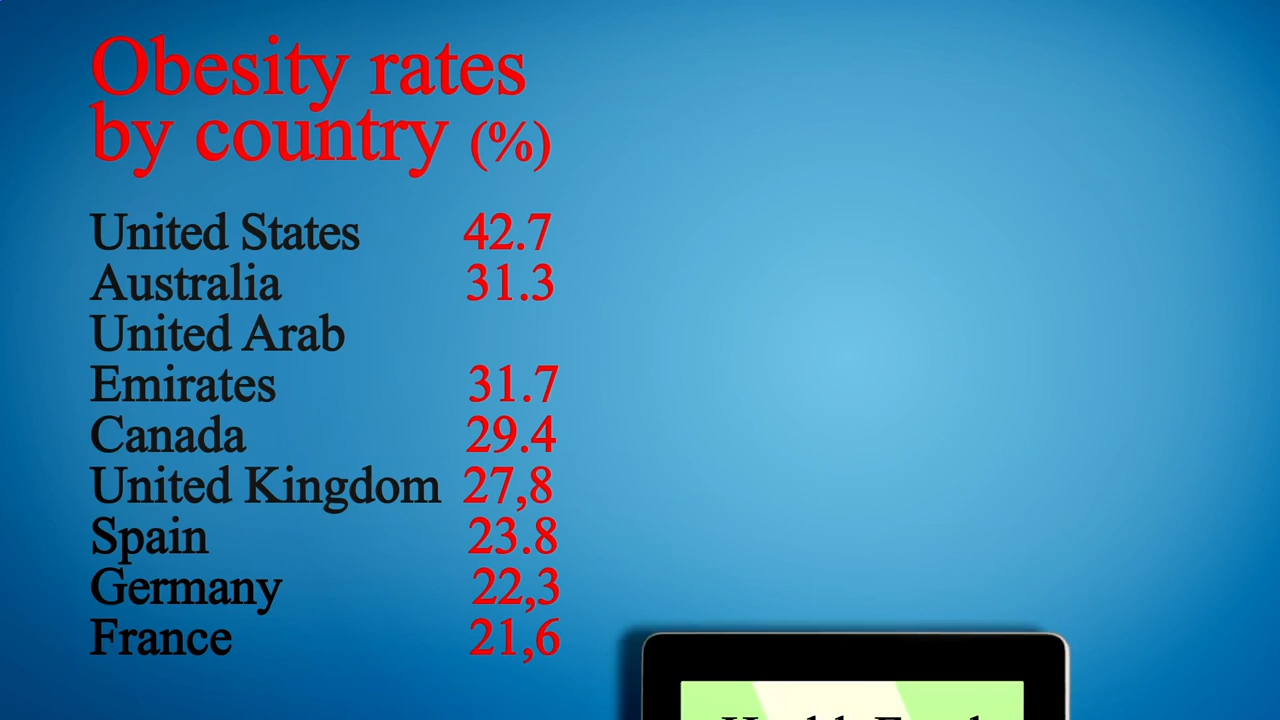 Obesity rates
by country (%)
United States 42.7
Australia 31.3
United Arab
Emirates 31.7
Canada 29.4
United Kingdom 27,8
Spain 23.8
Germany 22,3
France 21,6